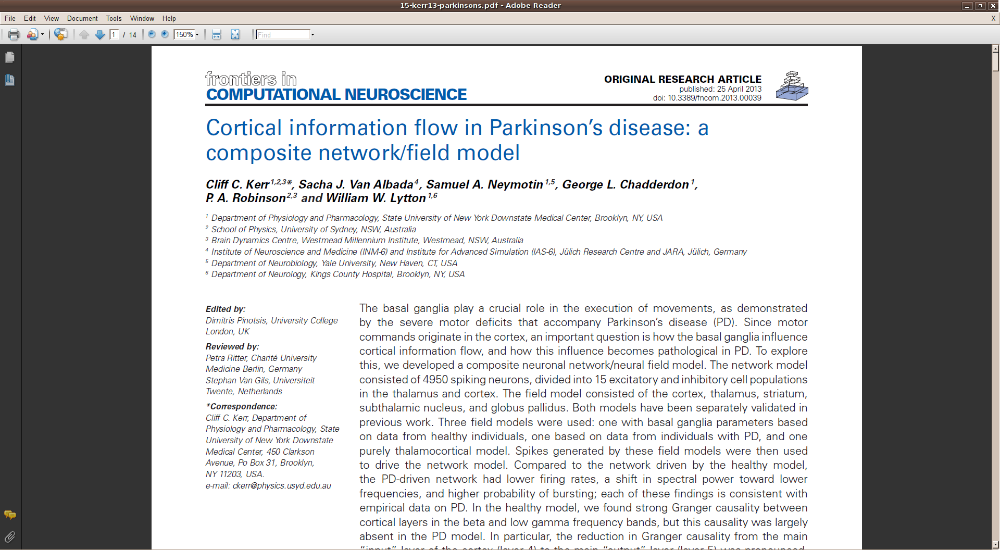 15-kerr13-parkinsons.pdf - Adobe Reader
File Edit View Document Tools Window Help X
1 / 14 150% Find
frontiers in
COMPUTATIONAL NEUROSCIENCE
ORIGINAL RESEARCH ARTICLE
published: 25 April 2013
doi: 10.3389/fncom.2013.00039
Cortical information flow in Parkinson's disease: a
composite network/field model
Cliff C. Kerr 1,2,3*, Sacha J. Van Albada 4, Samuel A. Neymotin 1,5, George L. Chadderdon 1,
P. A. Robinson 2,3 and William W. Lytton 1,6
1 Department of Physiology and Pharmacology, State University of New York Downstate Medical Center, Brooklyn, NY, USA
2 School of Physics, University of Sydney, NSW, Australia
3 Brain Dynamics Centre, Westmead Millennium Institute, Westmead, NSW, Australia
4 Institute of Neuroscience and Medicine (INM-6) and Institute for Advanced Simulation (IAS-6), Jülich Research Centre and JARA, Jülich, Germany
5 Department of Neurobiology, Yale University, New Haven, CT, USA
6 Department of Neurology, Kings County Hospital, Brooklyn, NY, USA
Edited by:
Dimitris Pinotsis, University College
London, UK
Reviewed by:
Petra Ritter, Charité University
Medicine Berlin, Germany
Stephan Van Gils, Universiteit
Twente, Netherlands
*Correspondence:
Cliff C. Kerr, Department of
Physiology and Pharmacology, State
University of New York Downstate
Medical Center, 450 Clarkson
Avenue, Po Box 31, Brooklyn,
NY 11203, USA.
e-mail: ckerr@physics.usyd.edu.au
The basal ganglia play a crucial role in the execution of movements, as demonstrated
by the severe motor deficits that accompany Parkinson's disease (PD). Since motor
commands originate in the cortex, an important question is how the basal ganglia influence
cortical information flow, and how this influence becomes pathological in PD. To explore
this, we developed a composite neuronal network/neural field model. The network model
consisted of 4950 spiking neurons, divided into 15 excitatory and inhibitory cell populations
in the thalamus and cortex. The field model consisted of the cortex, thalamus, striatum,
subthalamic nucleus, and globus pallidus. Both models have been separately validated in
previous work. Three field models were used: one with basal ganglia parameters based
on data from healthy individuals, one based on data from individuals with PD, and one
purely thalamocortical model. Spikes generated by these field models were then used
to drive the network model. Compared to the network driven by the healthy model,
the PD-driven network had lower firing rates, a shift in spectral power toward lower
frequencies, and higher probability of bursting; each of these findings is consistent with
empirical data on PD. In the healthy model, we found strong Granger causality between
cortical layers in the beta and low gamma frequency bands, but this causality was largely
absent in the PD model. In particular, the reduction in Granger causality from the main
"input" layer of the cortex (layer 4) to the main "output" layer (layer 5) was pronounced.